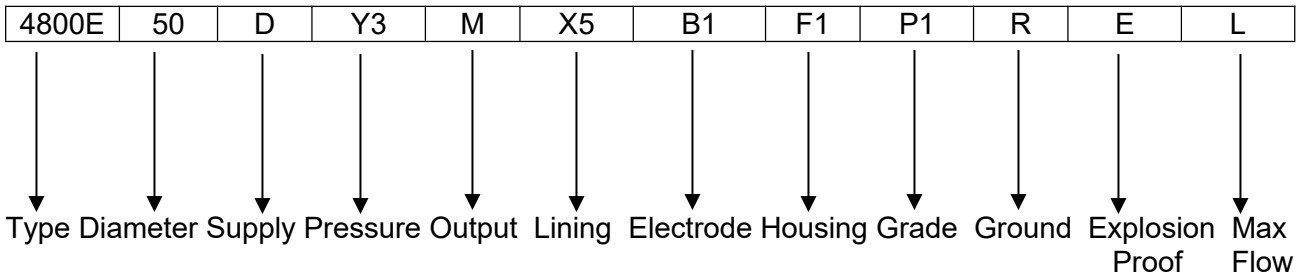 4800E 50 D Y3 M X5 B1 F1 P1 R E L
Type Diameter Supply Pressure Output Lining Electrode Housing Grade Ground Explosion Max
Proof Flow